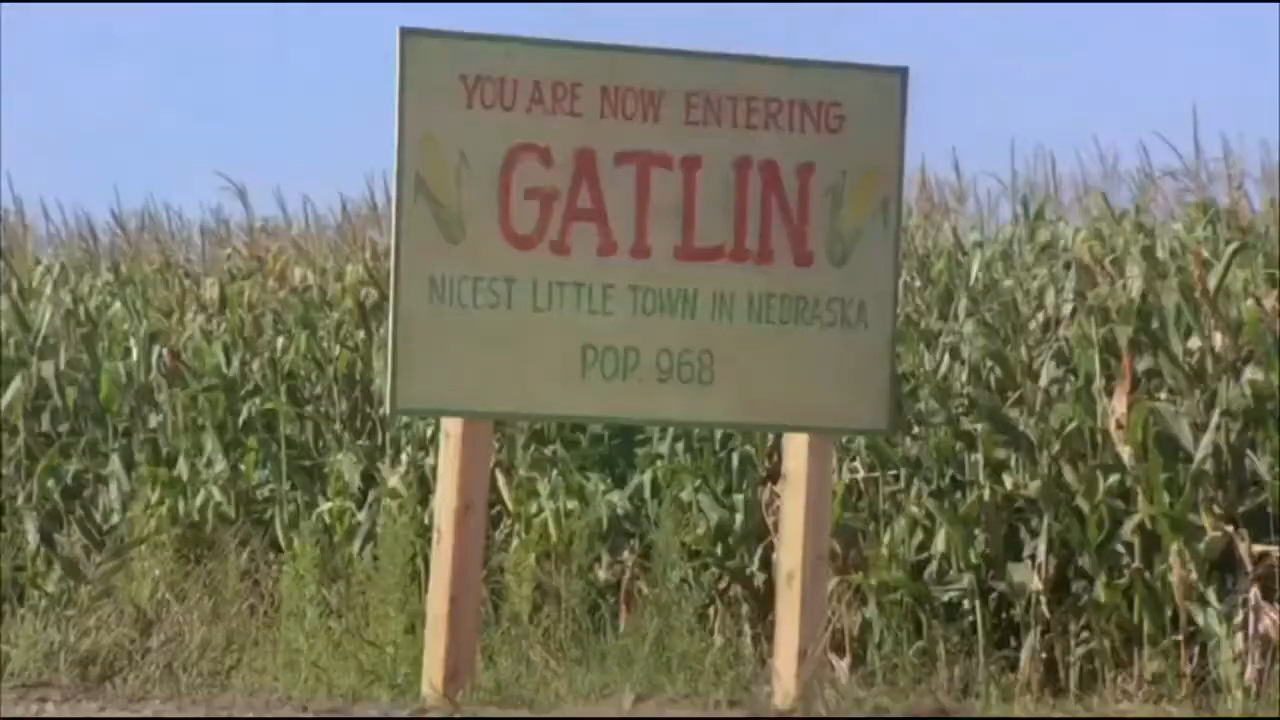 YOU ARE NOW ENTERING
GATLIN
NICEST LITTLE TOWN IN NEBRASKA
POP. 968